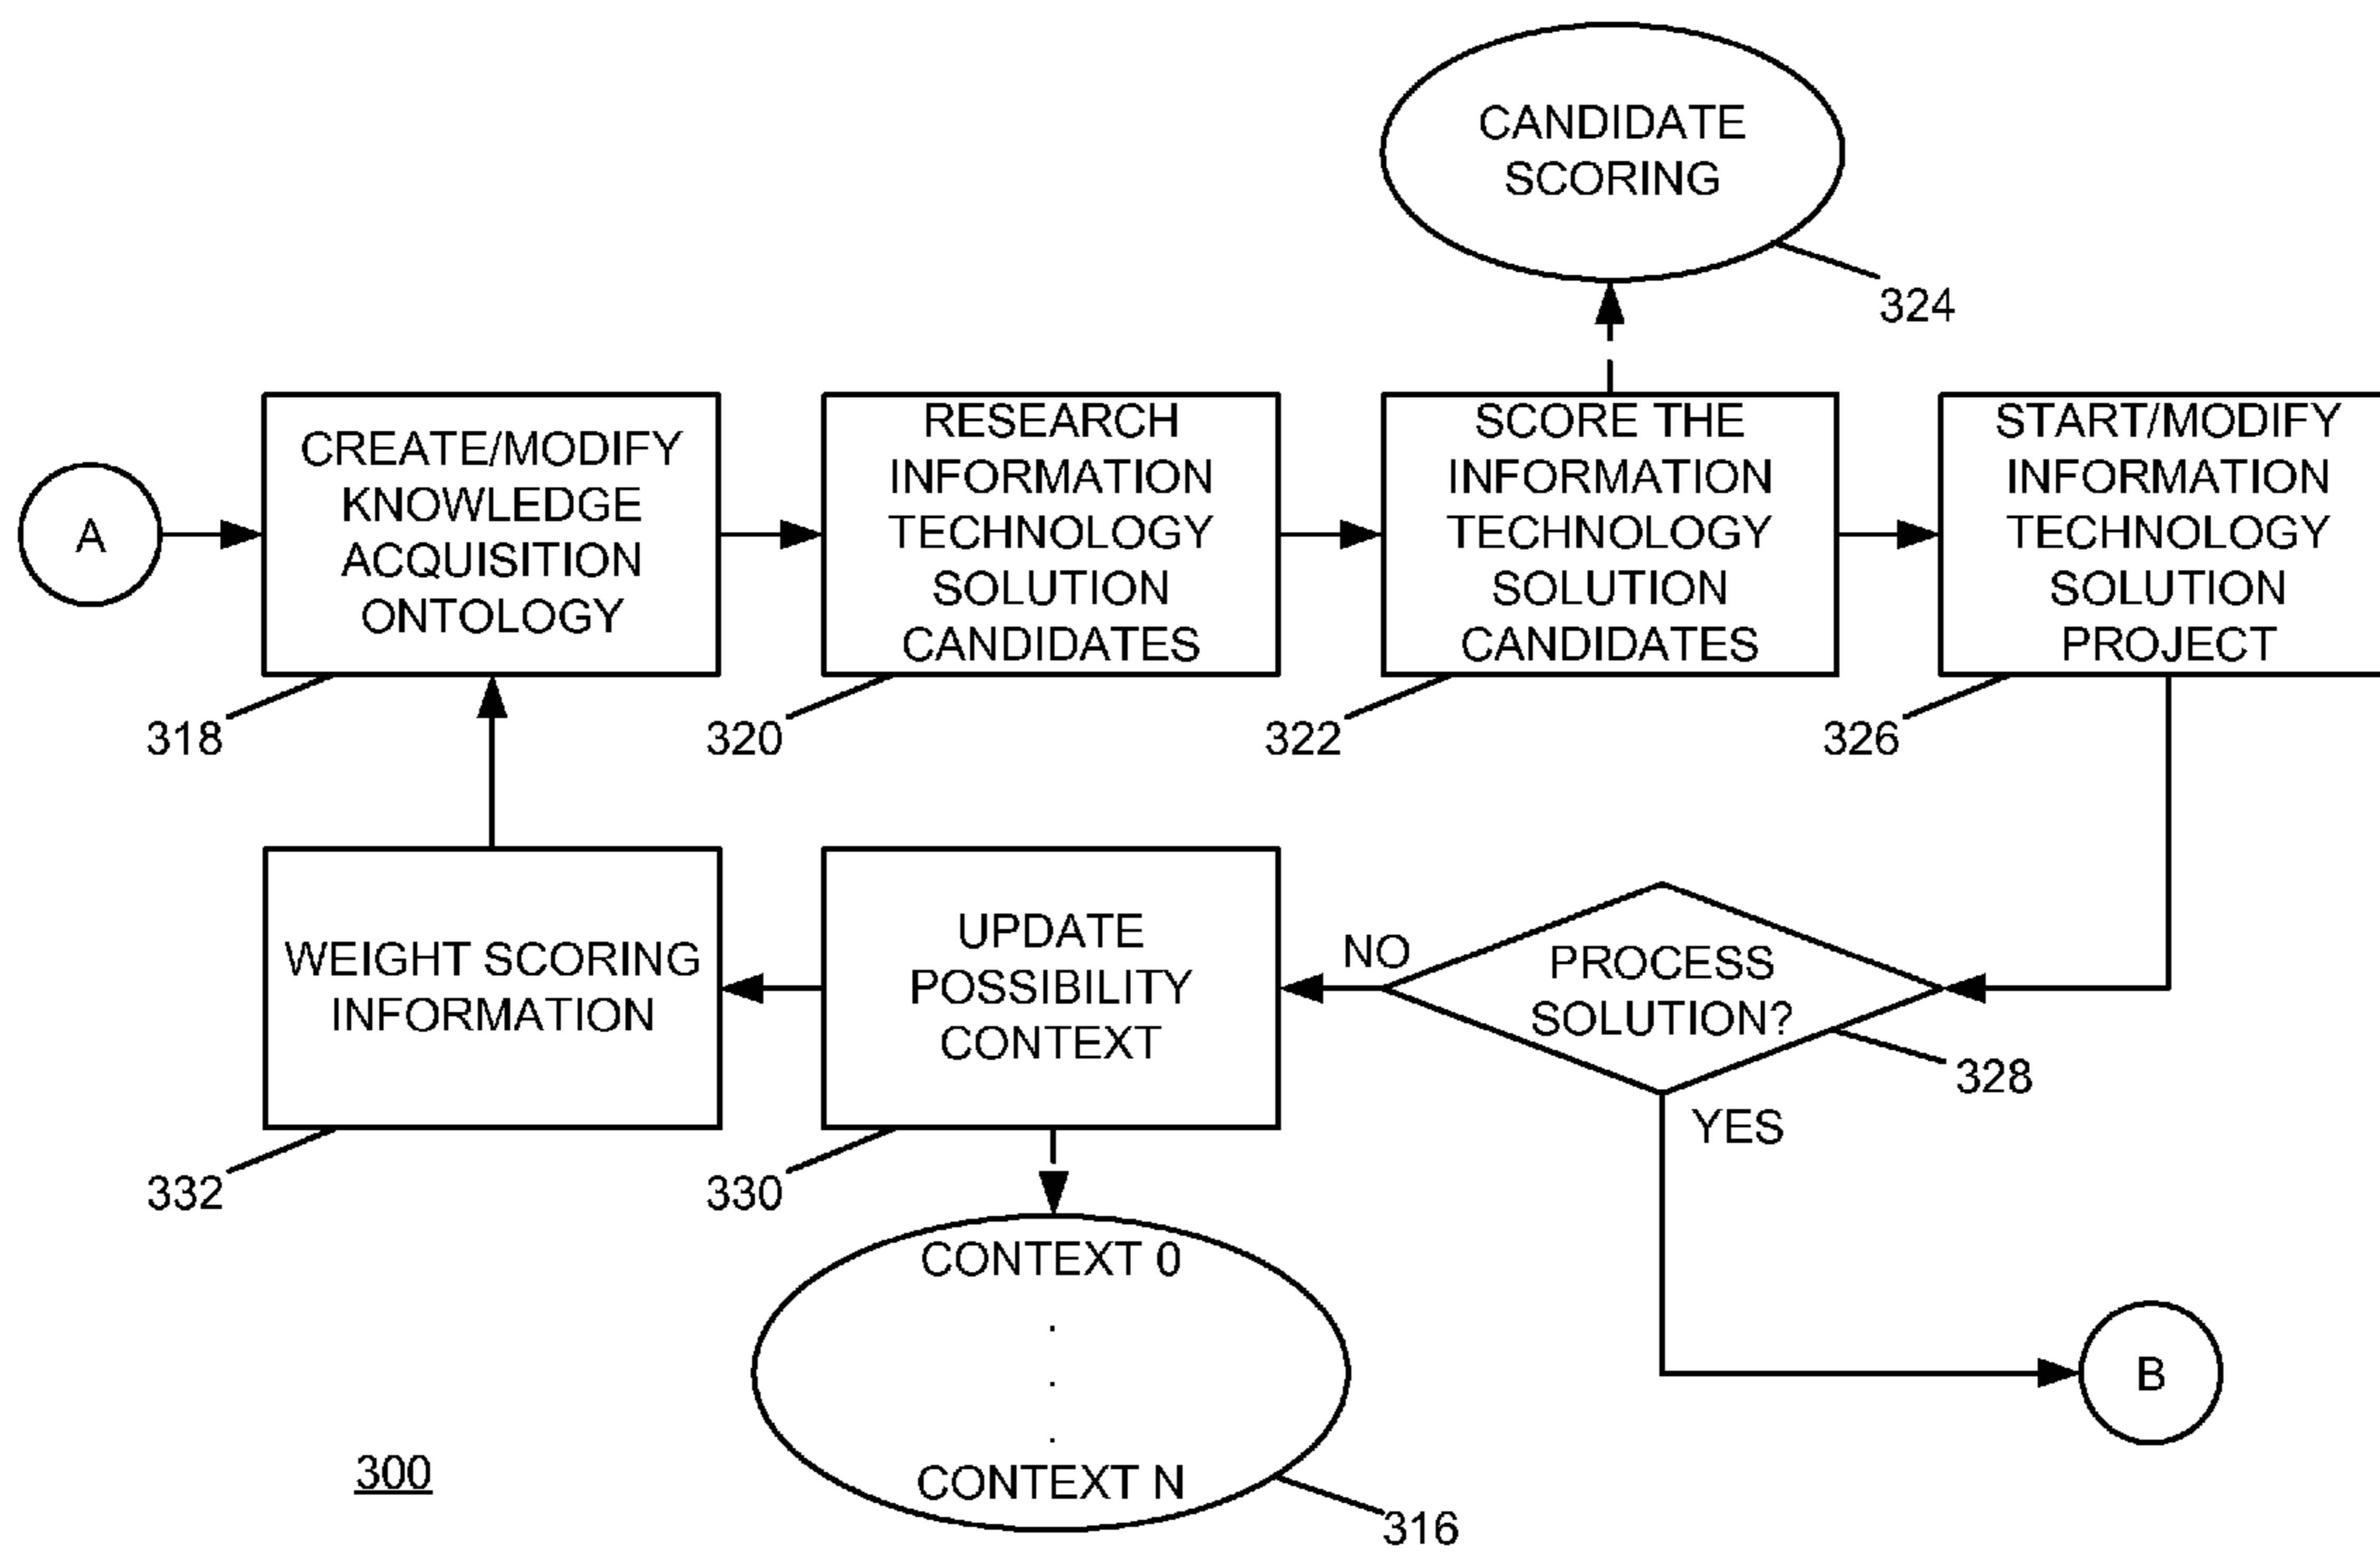 CANDIDATE
SCORING
324
A
CREATE/MODIFY
KNOWLEDGE
ACQUISITION
ONTOLOGY
318
RESEARCH
INFORMATION
TECHNOLOGY
SOLUTION
CANDIDATES
320
SCORE THE
INFORMATION
TECHNOLOGY
SOLUTION
CANDIDATES
322
START/MODIFY
INFORMATION
TECHNOLOGY
SOLUTION
PROJECT
326
WEIGHT SCORING
INFORMATION
332
UPDATE
POSSIBILITY
CONTEXT
330
NO
PROCESS
SOLUTION?
328
YES
CONTEXT 0
.
.
.
CONTEXT N
316
B
300